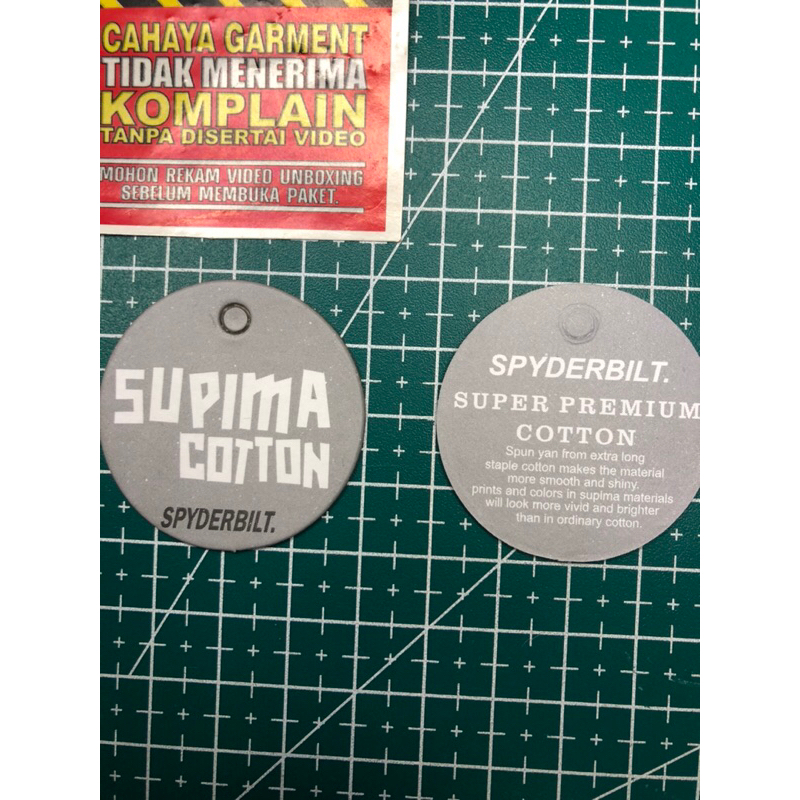 CAHAYA GARMENT
TIDAK MENERIMA
KOMPLAIN
TANPA DISERTAI VIDEO
MOHON REKAM VIDEO UNBOXING
SEBELUM MEMBUKA PAKET.
SUPIMA
COTTON
SPYDERBILT.
SPYDERBILT.
SUPER PREMIUM
COTTON
Spun yan from extra long
staple cotton makes the material
more smooth and shiny.
prints and colors in supima materials
will look more vivid and brighter
than in ordinary cotton.